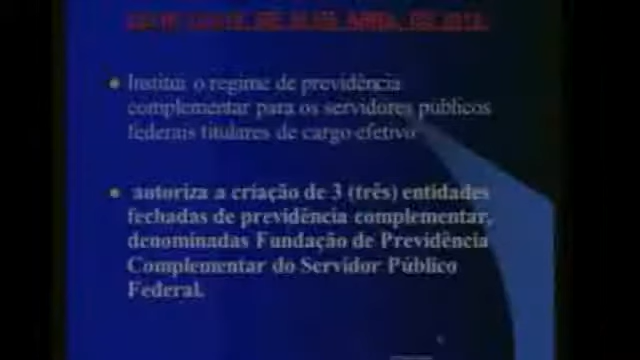 Institui o regime de previdência
complementar para os servidores públicos
federais titulares de cargo efetivo
autoriza a criação de 3 (três) entidades
fechadas de previdência complementar,
denominadas Fundação de Previdência
Complementar do Servidor Público
Federal.